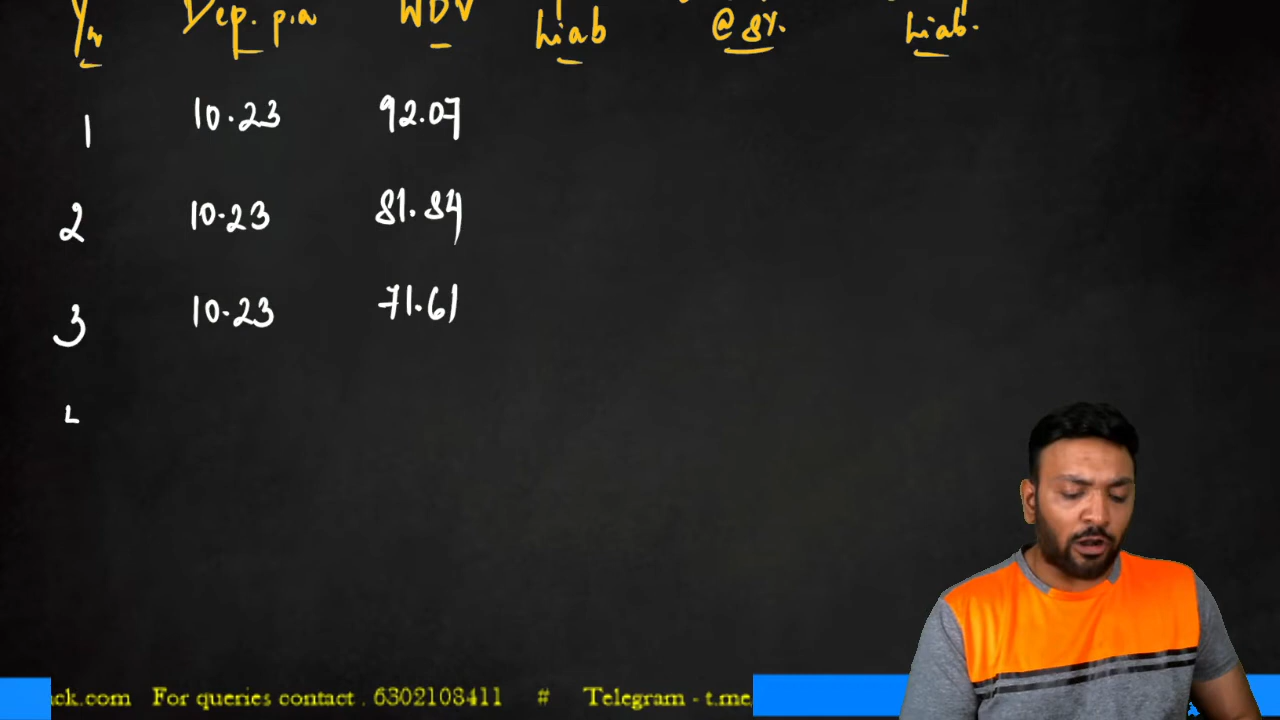 Yr Dep. p.a WDV Liab @ 8%. Liab.
1 10.23 92.07
2 10.23 81.84
3 10.23 71.61
ck.com For queries contact . 6302108411 # Telegram - t.me